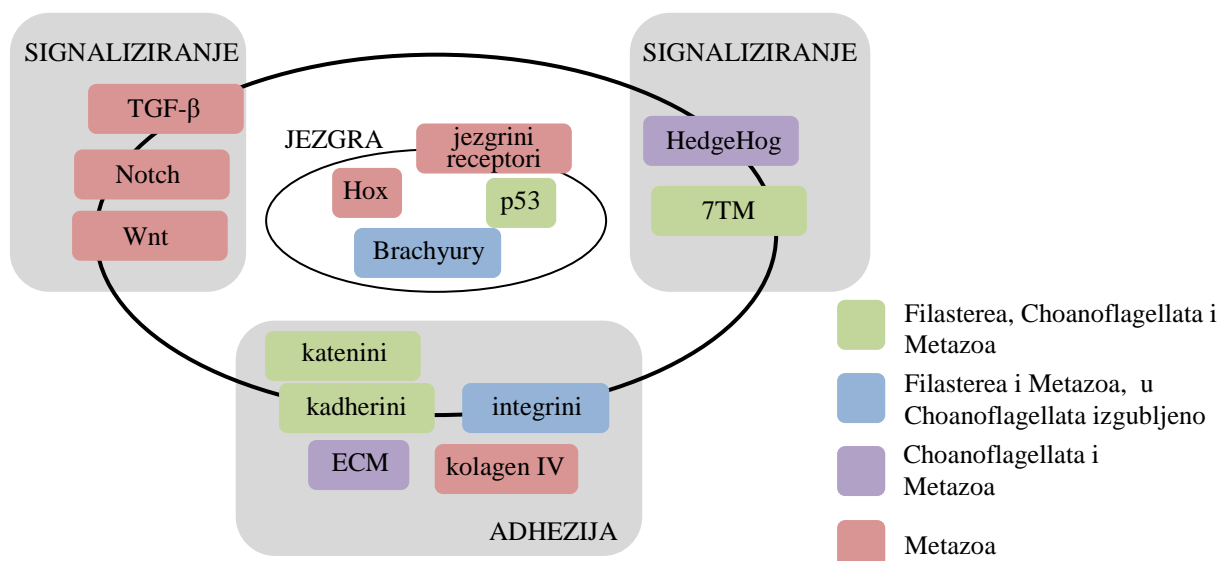 SIGNALIZIRANJE
TGF-β
Notch
Wnt
JEZGRA
jezgrini
receptori
Hox
p53
Brachyury
SIGNALIZIRANJE
HedgeHog
7TM
katenini
kadherini
integrini
ECM
kolagen IV
ADHEZIJA
Filasterea, Choanoflagellata i
Metazoa
Filasterea i Metazoa, u
Choanoflagellata izgubljeno
Choanoflagellata i
Metazoa
Metazoa